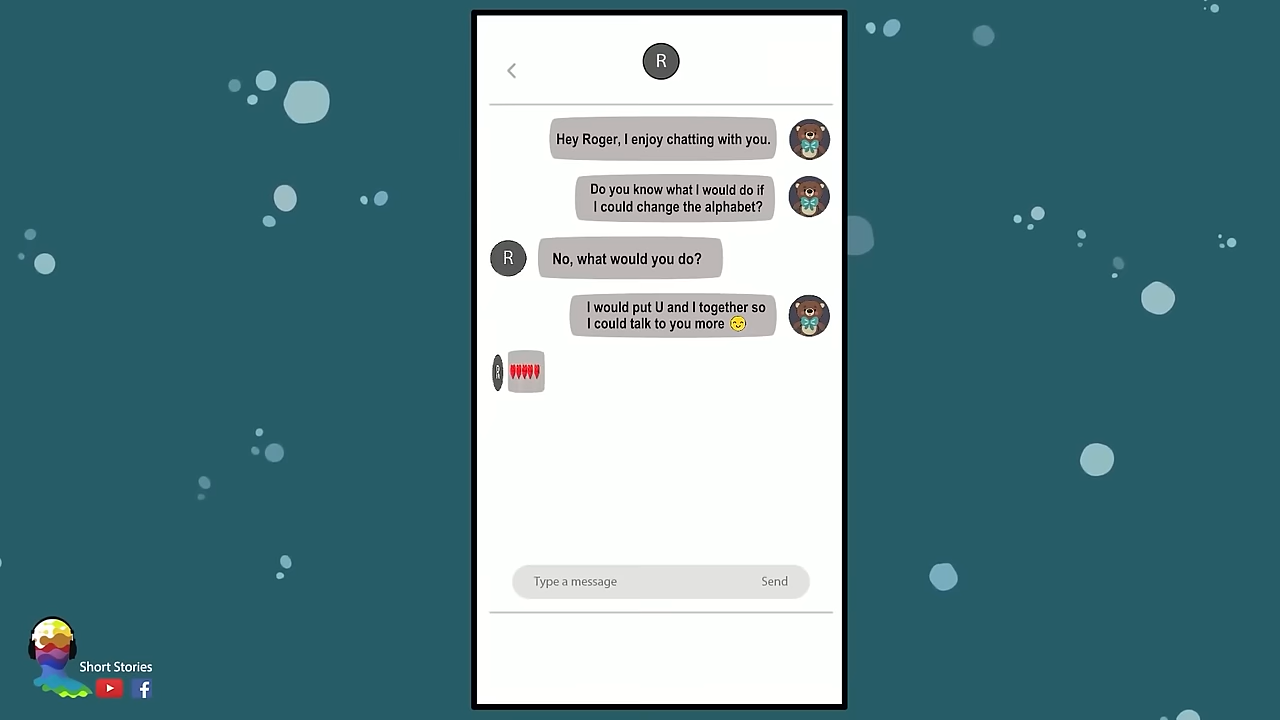 R
Hey Roger, I enjoy chatting with you.
Do you know what I would do if
I could change the alphabet?
R
No, what would you do?
I would put U and I together so
I could talk to you more 😏
R
Type a message
Send
Short Stories